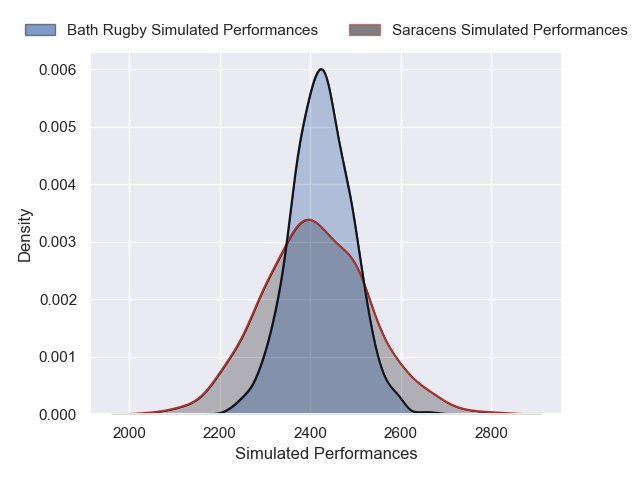 Bath Rugby Simulated Performances
Saracens Simulated Performances
0.006
0.005
0.004
0.003
0.002
0.001
0.000
Density
2000 2200 2400 2600 2800
Simulated Performances